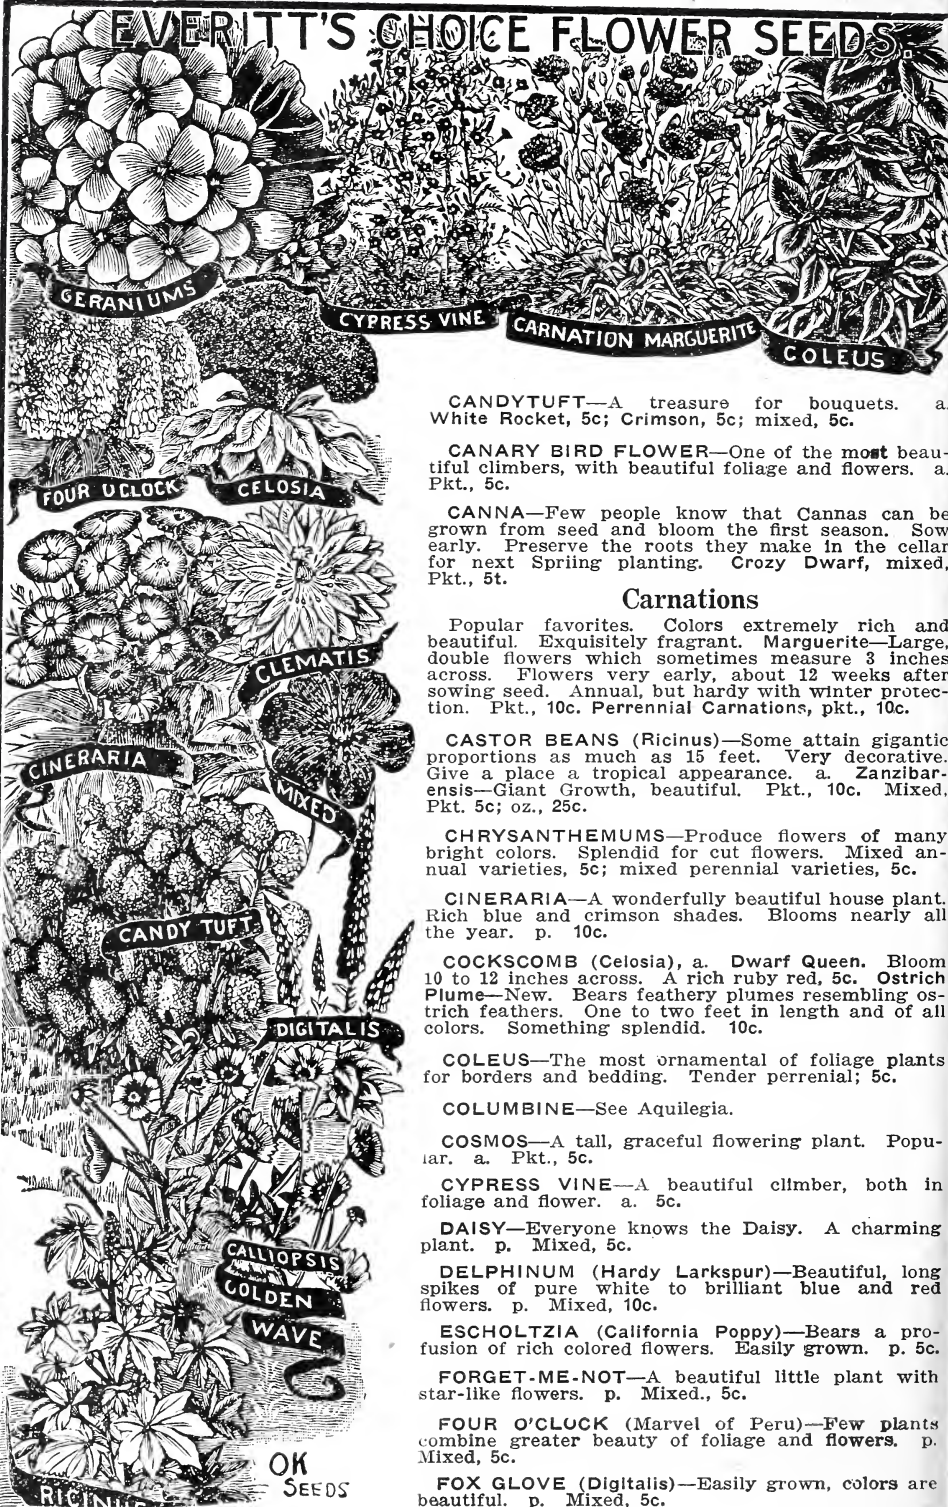 EVERITT'S CHOICE FLOWER SEEDS.
GERANIUMS
CYPRESS VINE
CARNATION MARGUERITE
COLEUS
FOUR O'CLOCK
CELOSIA
CLEMATIS
MIXED
CINERARIA
CANDY TUFT
DIGITALIS
CALLIOPSIS
GOLDEN
WAVE
RICINUS
OK
SEEDS
CANDYTUFT—A treasure for bouquets. a.
White Rocket, 5c; Crimson, 5c; mixed, 5c.
CANARY BIRD FLOWER—One of the most beau-
tiful climbers, with beautiful foliage and flowers. a.
Pkt., 5c.
CANNA—Few people know that Cannas can be
grown from seed and bloom the first season. Sow
early. Preserve the roots they make in the cellar
for next Spriing planting. Crozy Dwarf, mixed,
Pkt., 5t.
Carnations
Popular favorites. Colors extremely rich and
beautiful. Exquisitely fragrant. Marguerite—Large,
double flowers which sometimes measure 3 inches
across. Flowers very early, about 12 weeks after
sowing seed. Annual, but hardy with winter protec-
tion. Pkt., 10c. Perrennial Carnations, pkt., 10c.
CASTOR BEANS (Ricinus)—Some attain gigantic
proportions as much as 15 feet. Very decorative.
Give a place a tropical appearance. a. Zanzibar-
ensis—Giant Growth, beautiful. Pkt., 10c. Mixed,
Pkt. 5c; oz., 25c.
CHRYSANTHEMUMS—Produce flowers of many
bright colors. Splendid for cut flowers. Mixed an-
nual varieties, 5c; mixed perennial varieties, 5c.
CINERARIA—A wonderfully beautiful house plant.
Rich blue and crimson shades. Blooms nearly all
the year. p. 10c.
COCKSCOMB (Celosia), a. Dwarf Queen. Bloom
10 to 12 inches across. A rich ruby red, 5c. Ostrich
Plume—New. Bears feathery plumes resembling os-
trich feathers. One to two feet in length and of all
colors. Something splendid. 10c.
COLEUS—The most ornamental of foliage plants
for borders and bedding. Tender perrenial; 5c.
COLUMBINE—See Aquilegia.
COSMOS—A tall, graceful flowering plant. Popu-
lar. a. Pkt., 5c.
CYPRESS VINE—A beautiful climber, both in
foliage and flower. a. 5c.
DAISY—Everyone knows the Daisy. A charming
plant. p. Mixed, 5c.
DELPHINUM (Hardy Larkspur)—Beautiful, long
spikes of pure white to brilliant blue and red
flowers. p. Mixed, 10c.
ESCHOLTZIA (California Poppy)—Bears a pro-
fusion of rich colored flowers. Easily grown. p. 5c.
FORGET-ME-NOT—A beautiful little plant with
star-like flowers. p. Mixed., 5c.
FOUR O'CLOCK (Marvel of Peru)—Few plants
combine greater beauty of foliage and flowers. p.
Mixed, 5c.
FOX GLOVE (Digitalis)—Easily grown, colors are
beautiful. p. Mixed, 5c.